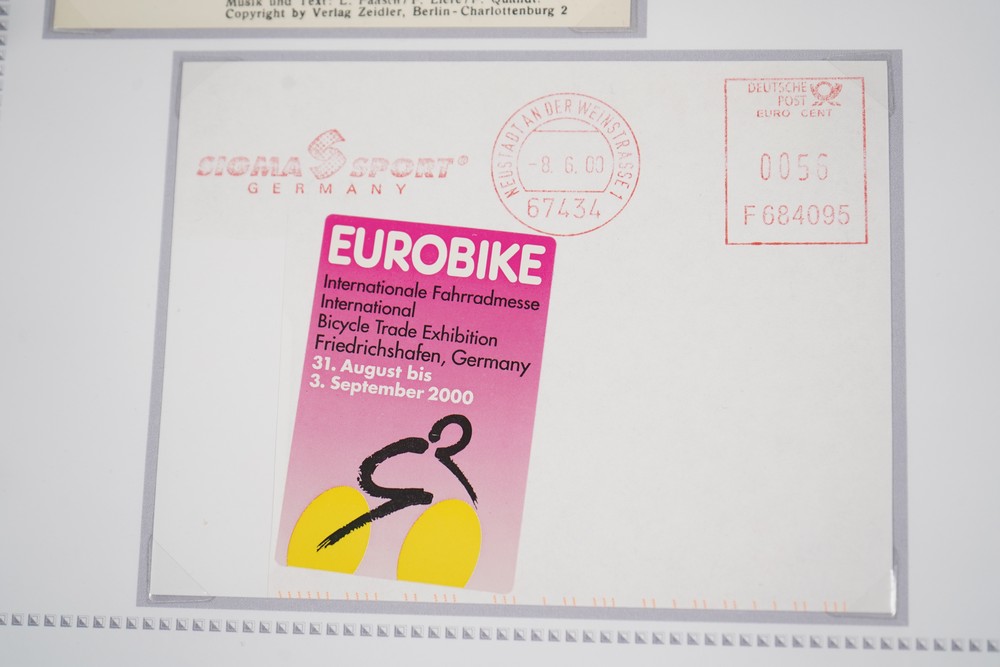 Musik und Text: L. Paasch / P. Liere / P. Quandt.
Copyright by Verlag Zeidler, Berlin-Charlottenburg 2
SIGMA SPORT®
GERMANY
NEUSTADT AN DER WEINSTRASSE 1
-8. 6. 00
67434
DEUTSCHE
POST
EURO CENT
0056
F 684095
EUROBIKE
Internationale Fahrradmesse
International
Bicycle Trade Exhibition
Friedrichshafen, Germany
31. August bis
3. September 2000